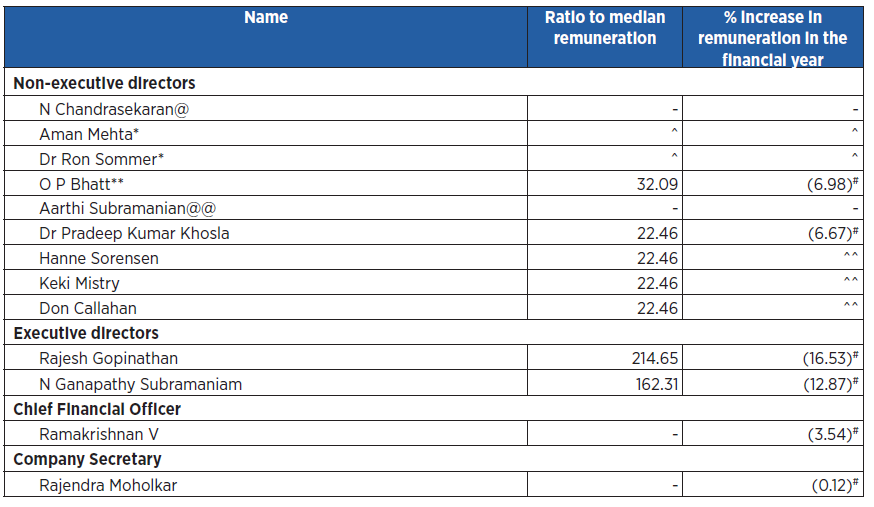 Name Ratio to median % increase in
remuneration remuneration in the
financial year
Non-executive directors
N Chandrasekaran@ - -
Aman Mehta* ^ ^
Dr Ron Sommer* ^ ^
O P Bhatt** 32.09 (6.98)#
Aarthi Subramanian@@ - -
Dr Pradeep Kumar Khosla 22.46 (6.67)#
Hanne Sorensen 22.46 ^^
Keki Mistry 22.46 ^^
Don Callahan 22.46 ^^
Executive directors
Rajesh Gopinathan 214.65 (16.53)#
N Ganapathy Subramaniam 162.31 (12.87)#
Chief Financial Officer
Ramakrishnan V - (3.54)#
Company Secretary
Rajendra Moholkar - (0.12)#